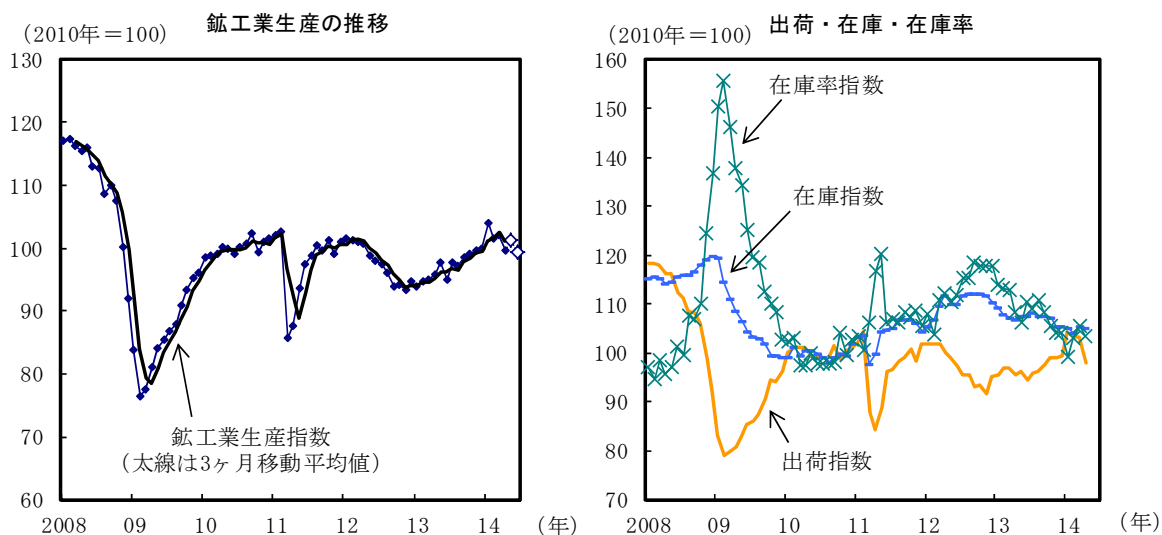 鉱工業生産の推移
(2010年=100)
130
120
110
100
90
80
70
60
鉱工業生産指数
(太線は3ヶ月移動平均値)
2008 09 10 11 12 13 14 (年)
出荷・在庫・在庫率
(2010年=100)
160
150
140
130
120
110
100
90
80
70
在庫率指数
在庫指数
出荷指数
2008 09 10 11 12 13 14 (年)